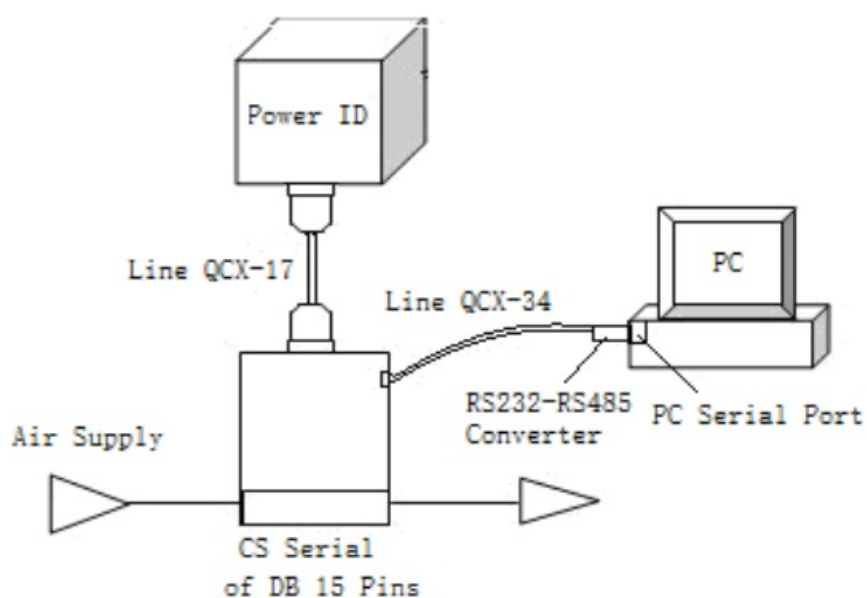 Power ID
Line QCX-17
PC
Line QCX-34
RS232-RS485
Converter
PC Serial Port
Air Supply
CS Serial
of DB 15 Pins